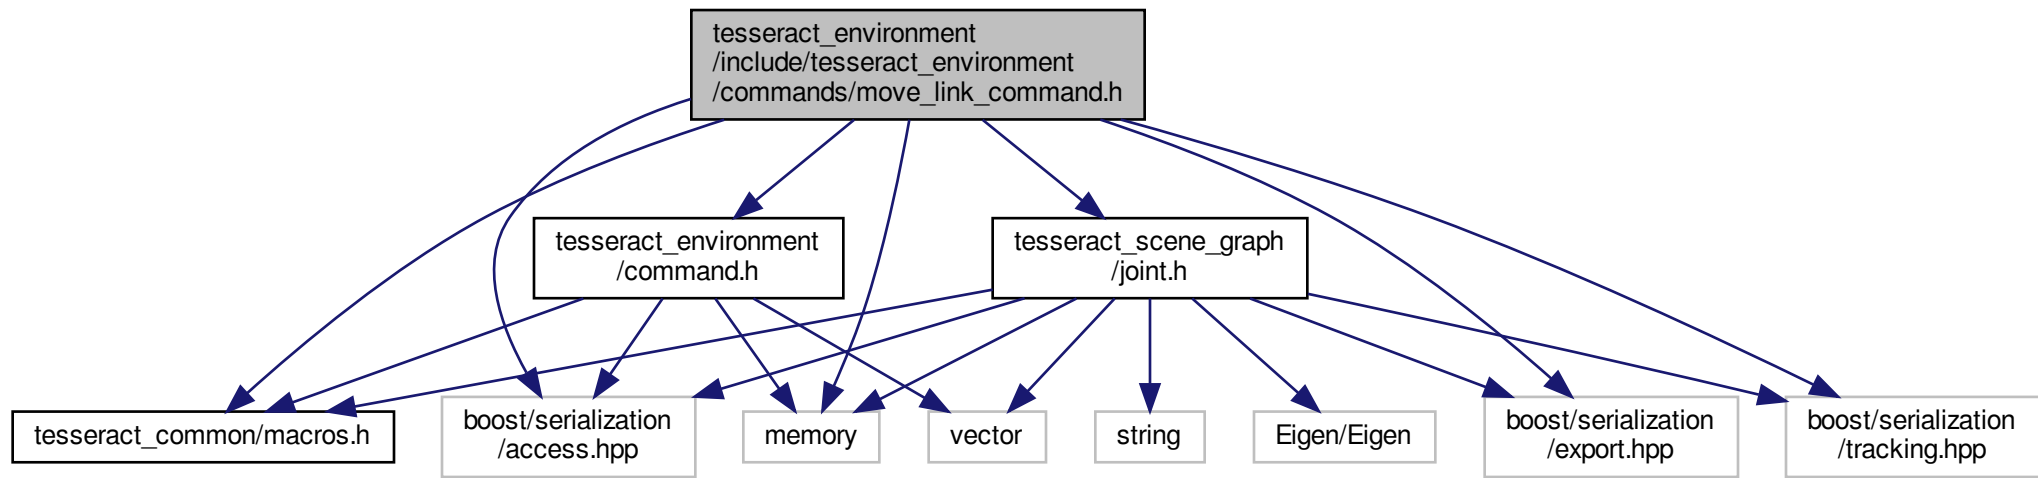 tesseract_environment
/include/tesseract_environment
/commands/move_link_command.h
tesseract_environment
/command.h
tesseract_scene_graph
/joint.h
tesseract_common/macros.h
boost/serialization
/access.hpp
memory
vector
string
Eigen/Eigen
boost/serialization
/export.hpp
boost/serialization
/tracking.hpp